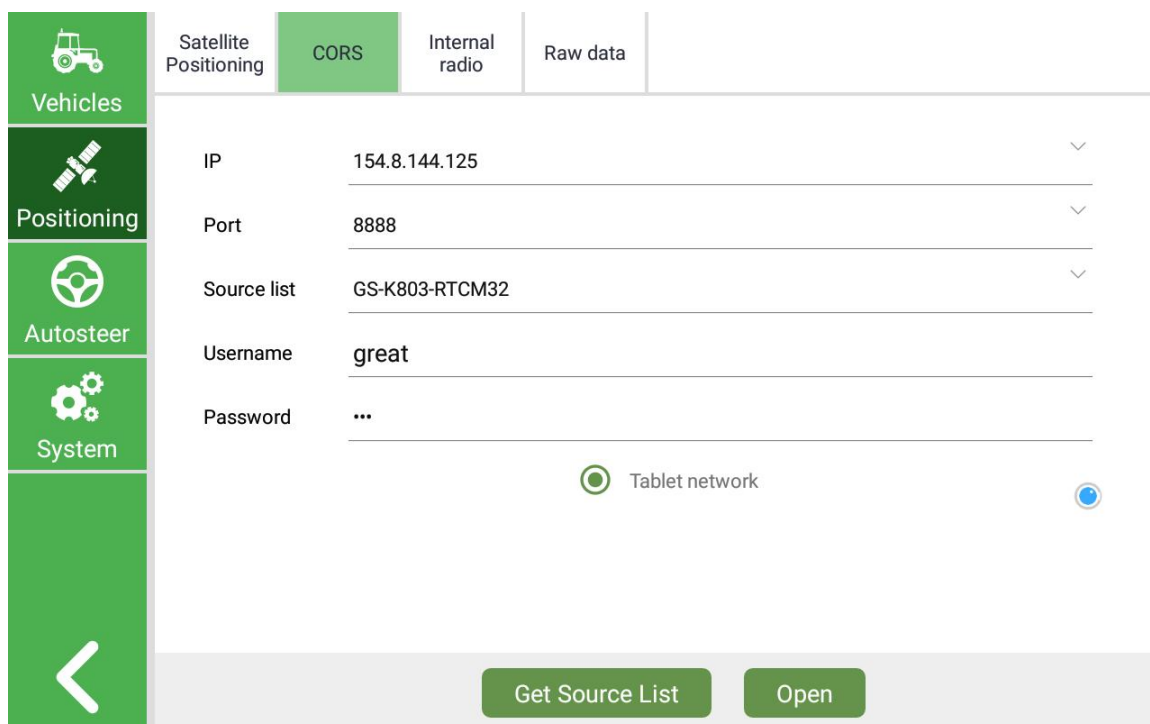 Vehicles
Positioning
Autosteer
System
Satellite
Positioning
CORS
Internal
radio
Raw data
IP
154.8.144.125
Port
8888
Source list
GS-K803-RTCM32
Username
great
Password
•••
Tablet network
Get Source List
Open